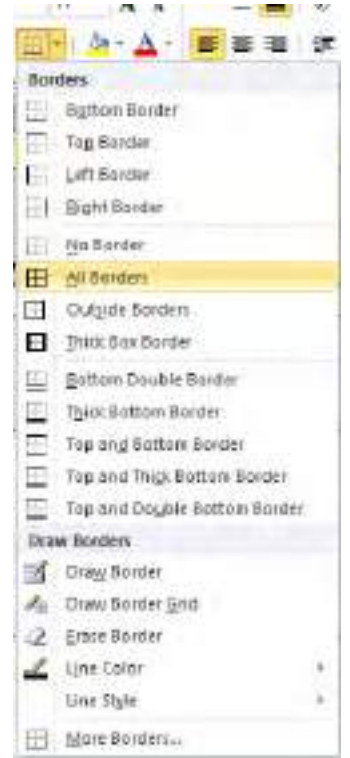 Borders
Bottom Border
Top Border
Left Border
Right Border
No Border
All Borders
Outside Borders
Thick Box Border
Bottom Double Border
Thick Bottom Border
Top and Bottom Border
Top and Thick Bottom Border
Top and Double Bottom Border
Draw Borders
Draw Border
Draw Border Grid
Erase Border
Line Color
Line Style
More Borders...